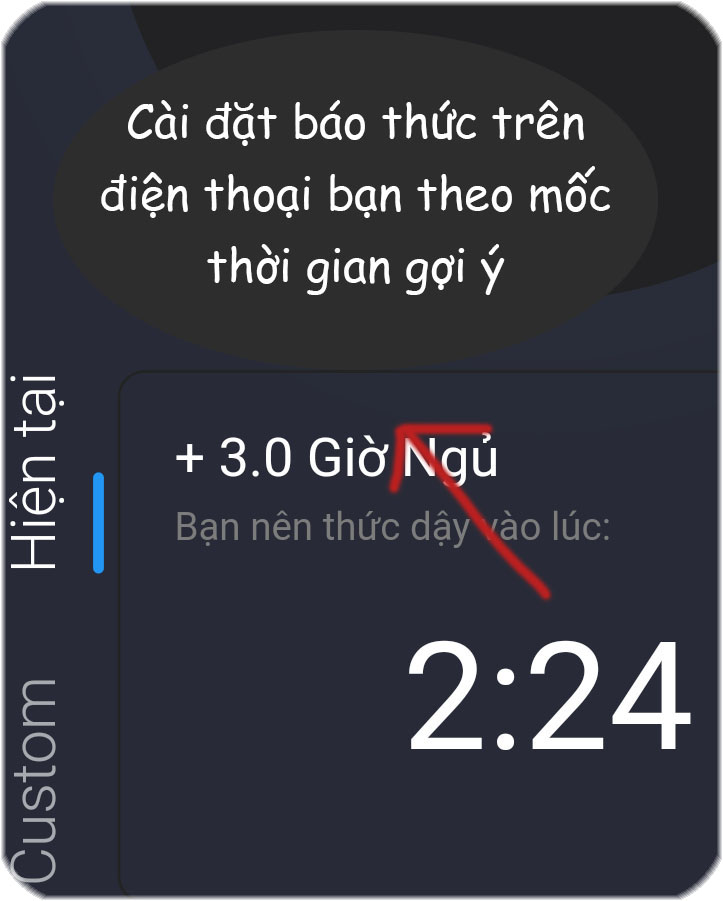 Cài đặt báo thức trên
điện thoại bạn theo mốc
thời gian gợi ý
Hiện tại
Custom
+ 3.0 Giờ Ngủ
Bạn nên thức dậy vào lúc:
2:24